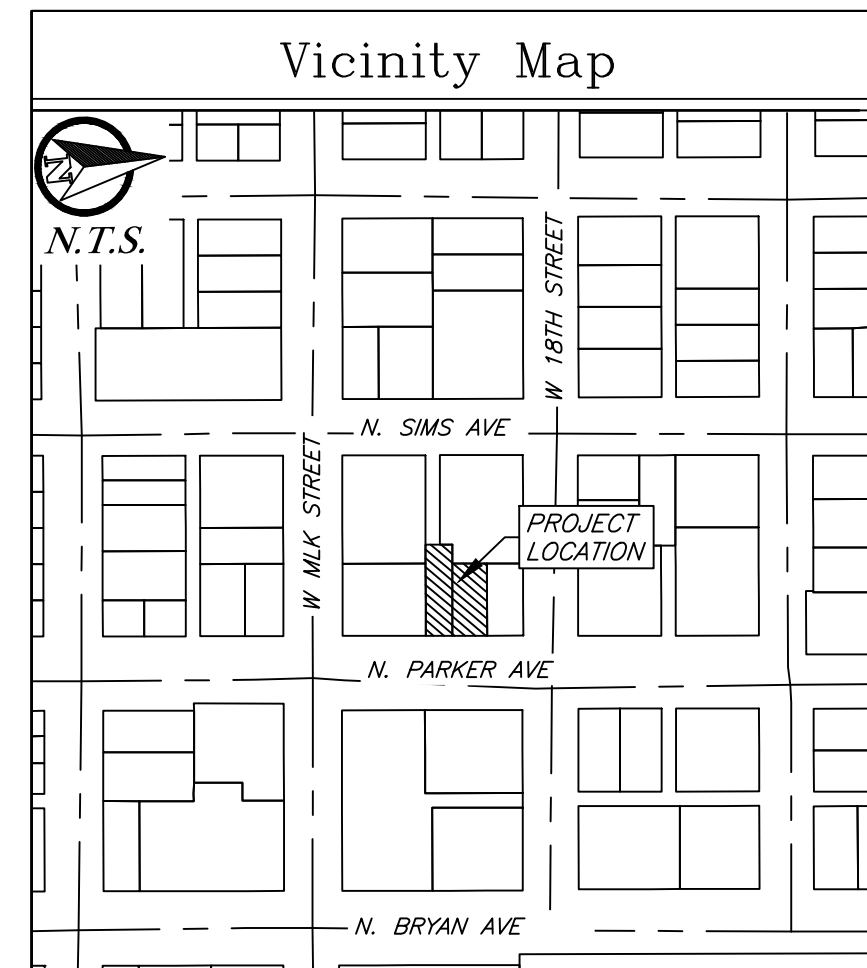 Vicinity Map
N
N.T.S.
W 18TH STREET
N. SIMS AVE
W MLK STREET
PROJECT
LOCATION
N. PARKER AVE
N. BRYAN AVE